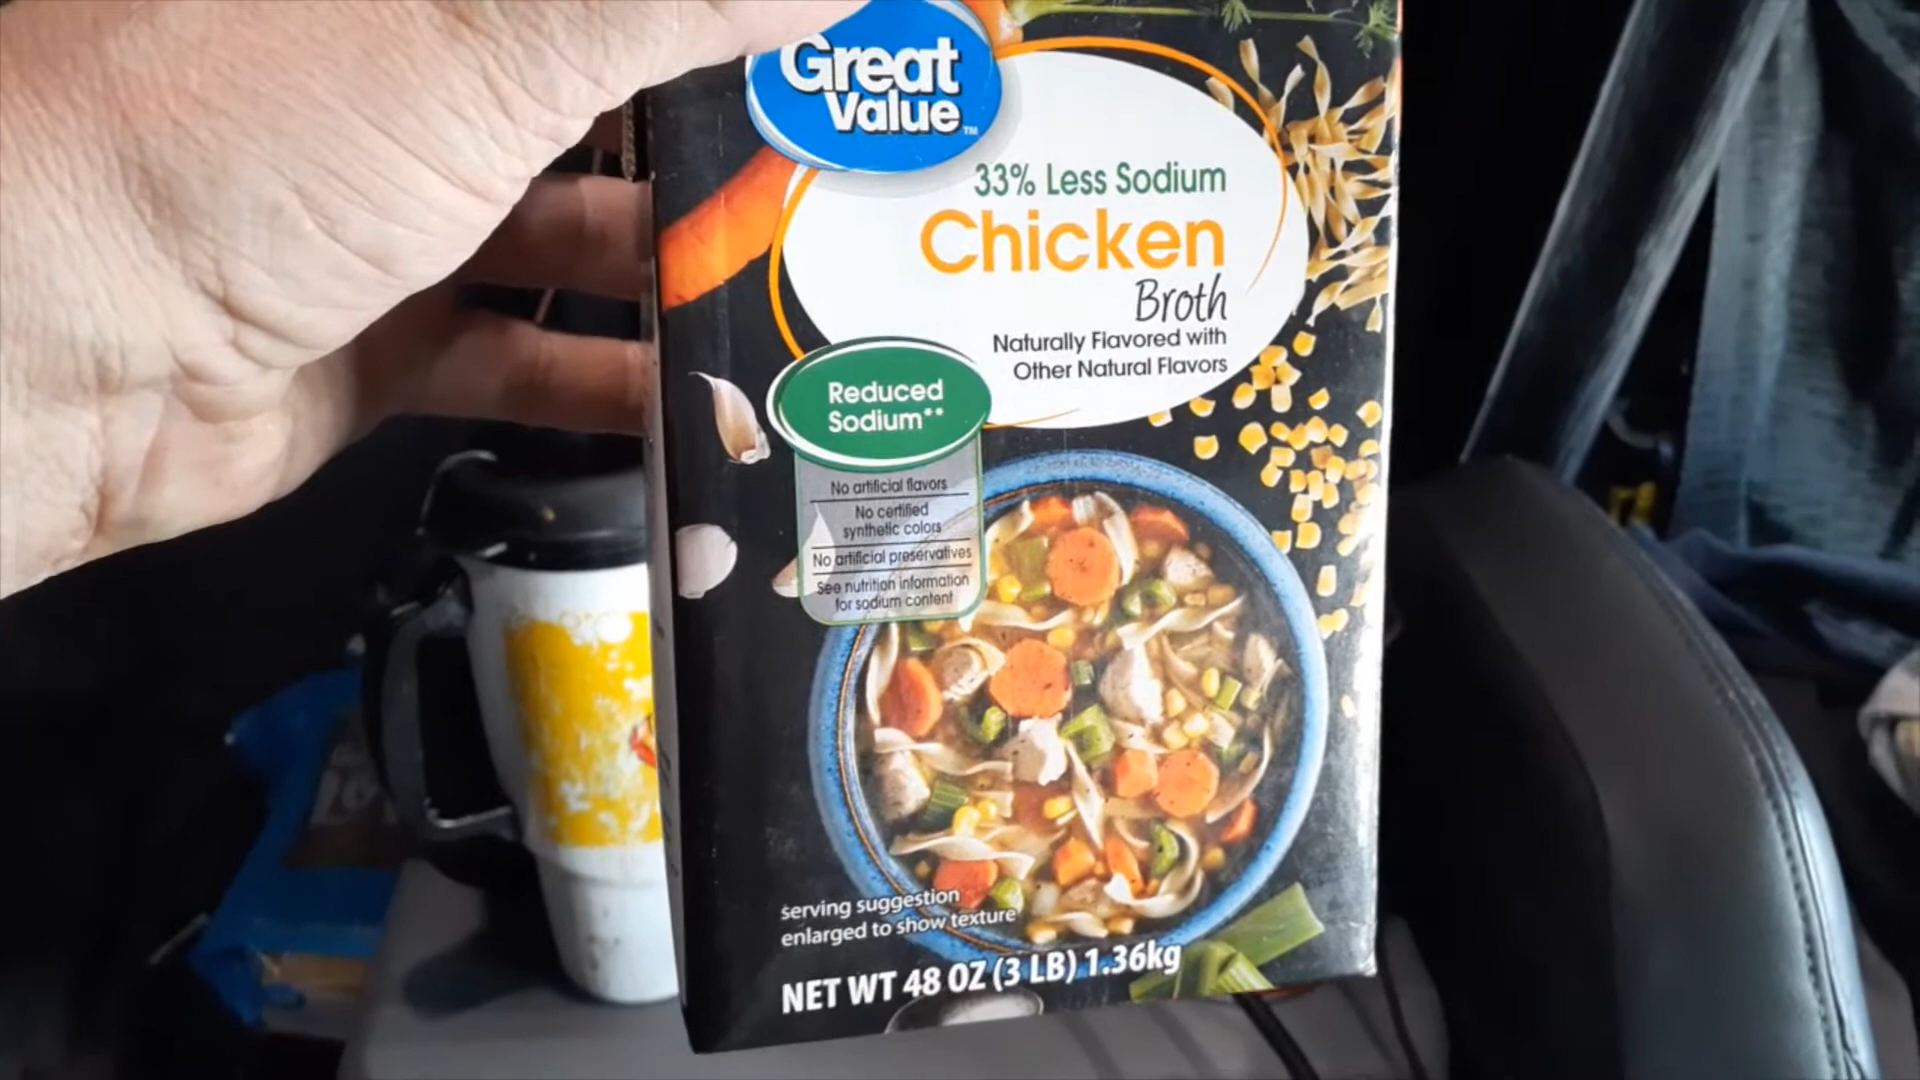 Great
Value™
33% Less Sodium
Chicken
Broth
Naturally Flavored with
Other Natural Flavors
Reduced
Sodium**
No artificial flavors
No certified
synthetic colors
No artificial preservatives
See nutrition information
for sodium content
serving suggestion
enlarged to show texture
NET WT 48 OZ (3 LB) 1.36kg